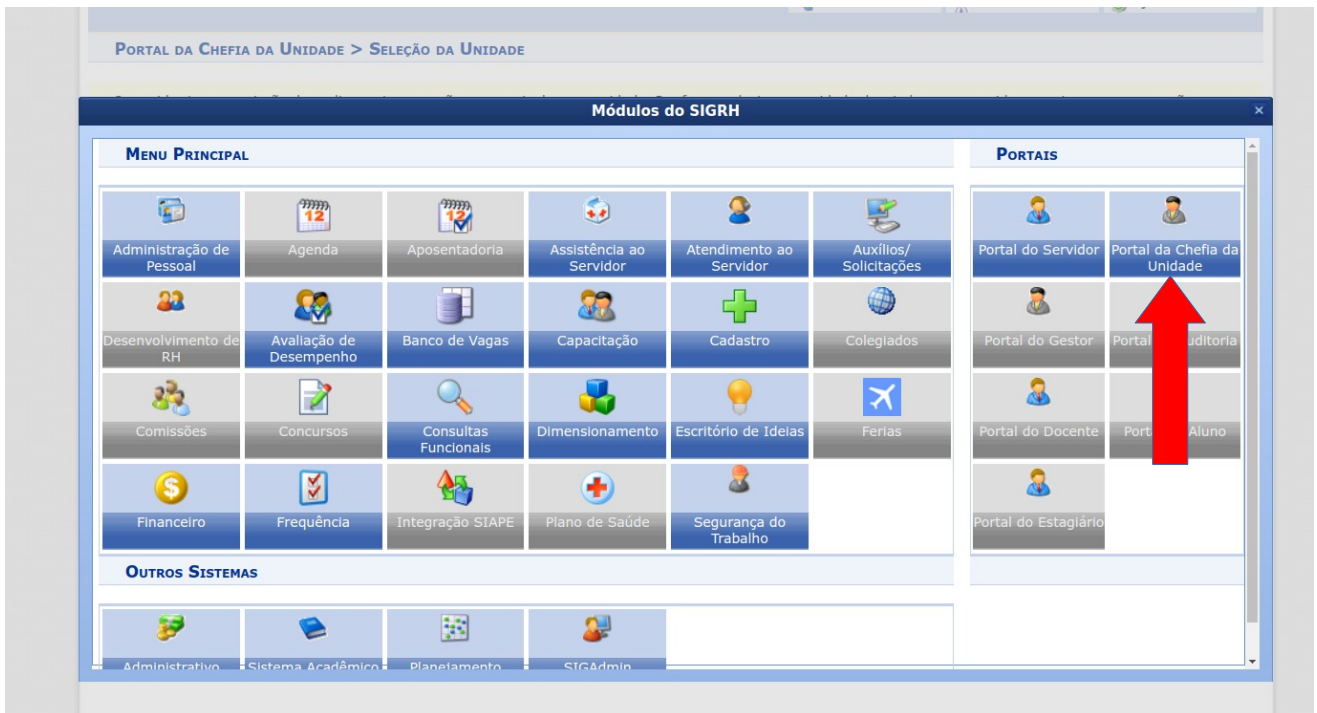 Portal da Chefia da Unidade > Seleção da Unidade
Módulos do SIGRH
Menu Principal
Portais
Administração de Pessoal
Agenda
12
Aposentadoria
12
Assistência ao Servidor
Atendimento ao Servidor
Auxílios/ Solicitações
Portal do Servidor
Portal da Chefia da Unidade
Desenvolvimento de RH
Avaliação de Desempenho
Banco de Vagas
Capacitação
Cadastro
Colegiados
Portal do Gestor
Portal
Comissões
Concursos
Consultas Funcionais
Dimensionamento
Escritório de Ideias
Ferias
Portal do Docente
Aluno
Financeiro
Frequência
Integração SIAPE
Plano de Saúde
Segurança do Trabalho
Portal do Estagiário
Outros Sistemas
Administrativo
Sistema Acadêmico
Planejamento
SIGAdmin